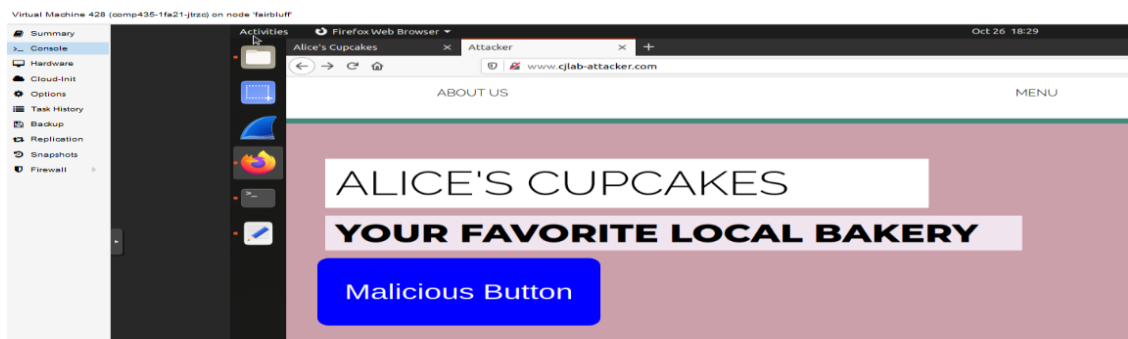 Virtual Machine 428 (comp435-1fa21-jtrzc) on node 'fairbluff'
Summary
>_ Console
Hardware
Cloud-Init
Options
Task History
Backup
Replication
Snapshots
Firewall
Activities Firefox Web Browser Oct 26 18:29
Alice's Cupcakes × Attacker × +
www.cjlab-attacker.com
ABOUT US MENU
ALICE'S CUPCAKES
YOUR FAVORITE LOCAL BAKERY
Malicious Button